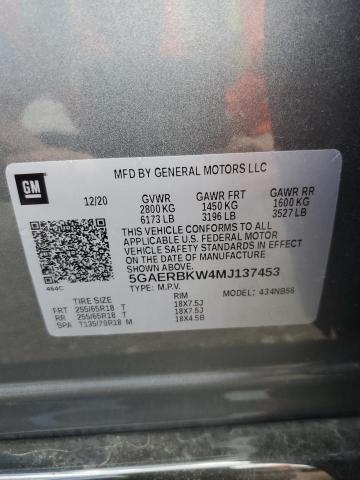 MFD BY GENERAL MOTORS LLC
GM
12/20 GVWR GAWR FRT GAWR RR
2800 KG 1450 KG 1600 KG
6173 LB 3196 LB 3527 LB
THIS VEHICLE CONFORMS TO ALL
APPLICABLE U.S. FEDERAL MOTOR
VEHICLE SAFETY STANDARDS IN EFFECT
ON THE DATE OF MANUFACTURE
SHOWN ABOVE.
464C
5GAERBKW4MJ137453
TYPE: M.P.V. MODEL: 434NB56
TIRE SIZE RIM
FRT 255/65R18 T 18X7.5J
RR 255/65R18 T 18X7.5J
SPA T135/70R18 M 18X4.5B